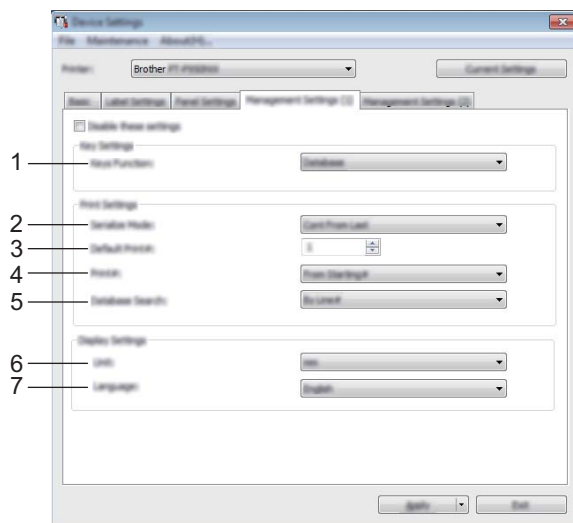 Device Settings
File Maintenance About(H)...
Printer: Brother Current Settings
Basic Label Settings Panel Settings Management Settings (1) Management Settings (2)
Disable these settings
Key Settings
1 Keys Function: Database
Print Settings
2 Serialize Mode: Cont From Last
3 Default Print#: 1
4 Print#: From Starting#
5 Database Search: By Line#
Display Settings
6 Unit: mm
7 Language: English
Apply Exit